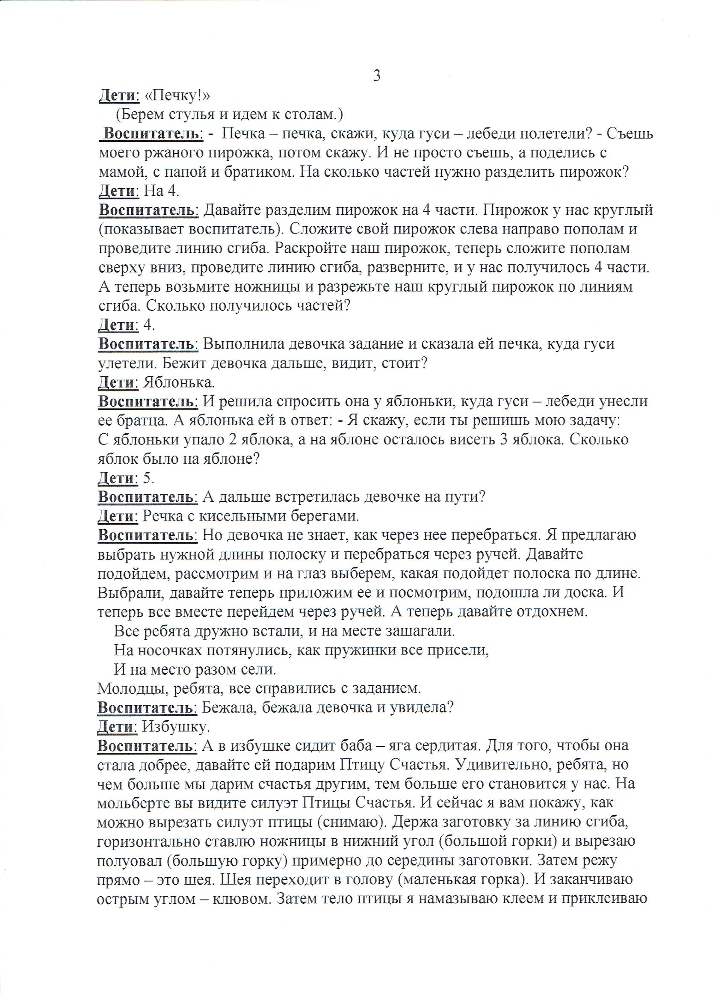 3
Дети: «Печку!»
(Берем стулья и идем к столам.)
Воспитатель: - Печка – печка, скажи, куда гуси – лебеди полетели? - Съешь
моего ржаного пирожка, потом скажу. И не просто съешь, а поделись с
мамой, с папой и братиком. На сколько частей нужно разделить пирожок?
Дети: На 4.
Воспитатель: Давайте разделим пирожок на 4 части. Пирожок у нас круглый
(показывает воспитатель). Сложите свой пирожок слева направо пополам и
проведите линию сгиба. Раскройте наш пирожок, теперь сложите пополам
сверху вниз, проведите линию сгиба, разверните, и у нас получилось 4 части.
А теперь возьмите ножницы и разрежьте наш круглый пирожок по линиям
сгиба. Сколько получилось частей?
Дети: 4.
Воспитатель: Выполнила девочка задание и сказала ей печка, куда гуси
улетели. Бежит девочка дальше, видит, стоит?
Дети: Яблонька.
Воспитатель: И решила спросить она у яблоньки, куда гуси – лебеди унесли
ее братца. А яблонька ей в ответ: - Я скажу, если ты решишь мою задачу:
С яблоньки упало 2 яблока, а на яблоне осталось висеть 3 яблока. Сколько
яблок было на яблоне?
Дети: 5.
Воспитатель: А дальше встретилась девочке на пути?
Дети: Речка с кисельными берегами.
Воспитатель: Но девочка не знает, как через нее перебраться. Я предлагаю
выбрать нужной длины полоску и перебраться через ручей. Давайте
подойдем, рассмотрим и на глаз выберем, какая подойдет полоска по длине.
Выбрали, давайте теперь приложим ее и посмотрим, подошла ли доска. И
теперь все вместе перейдем через ручей. А теперь давайте отдохнем.
Все ребята дружно встали, и на месте зашагали.
На носочках потянулись, как пружинки все присели,
И на место разом сели.
Молодцы, ребята, все справились с заданием.
Воспитатель: Бежала, бежала девочка и увидела?
Дети: Избушку.
Воспитатель: А в избушке сидит баба – яга сердитая. Для того, чтобы она
стала добрее, давайте ей подарим Птицу Счастья. Удивительно, ребята, но
чем больше мы дарим счастья другим, тем больше его становится у нас. На
мольберте вы видите силуэт Птицы Счастья. И сейчас я вам покажу, как
можно вырезать силуэт птицы (снимаю). Держа заготовку за линию сгиба,
горизонтально ставлю ножницы в нижний угол (большой горки) и вырезаю
полуовал (большую горку) примерно до середины заготовки. Затем режу
прямо – это шея. Шея переходит в голову (маленькая горка). И заканчиваю
острым углом – клювом. Затем тело птицы я намазываю клеем и приклеиваю